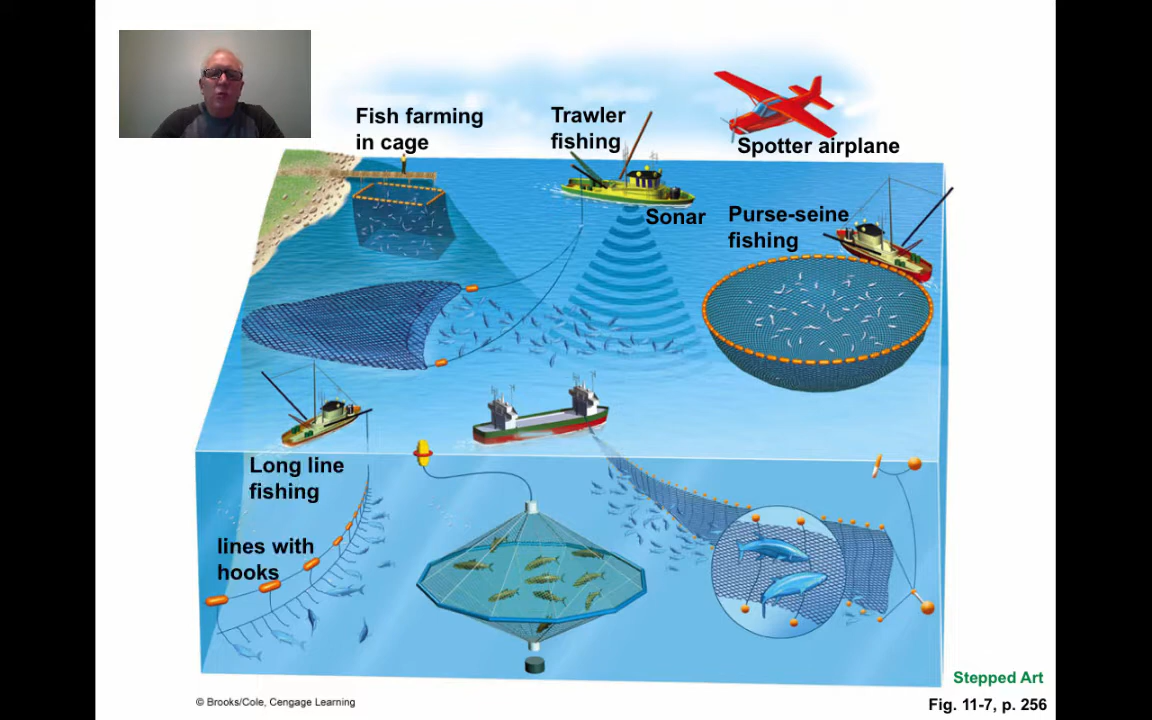 Fish farming
in cage
Trawler
fishing
Spotter airplane
Sonar
Purse-seine
fishing
Long line
fishing
lines with
hooks
Stepped Art
© Brooks/Cole, Cengage Learning
Fig. 11-7, p. 256